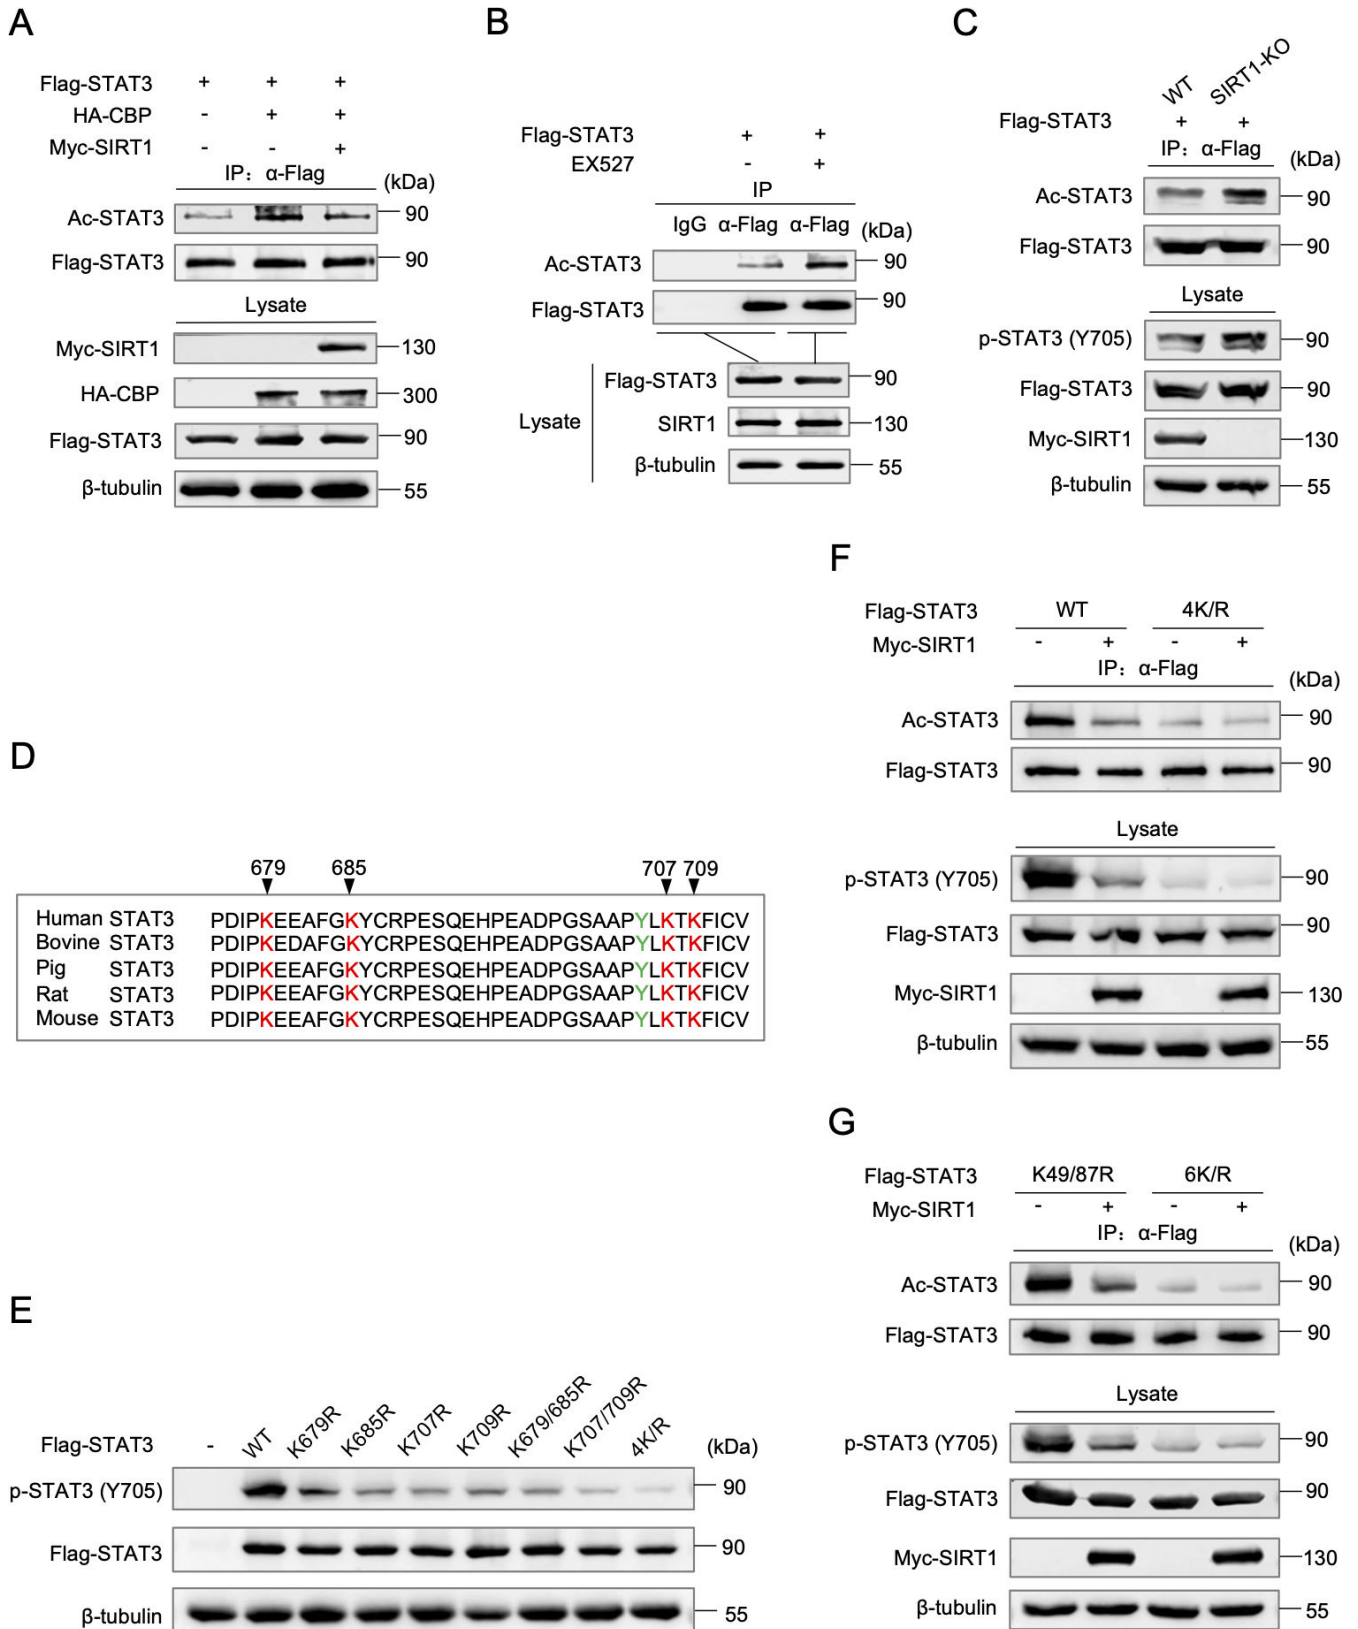 A
Flag-STAT3 + + +
HA-CBP - + +
Myc-SIRT1 - - +
IP: α-Flag (kDa)
Ac-STAT3 90
Flag-STAT3 90
Lysate
Myc-SIRT1 130
HA-CBP 300
Flag-STAT3 90
β-tubulin 55
B
Flag-STAT3 + +
EX527 - +
IP
IgG α-Flag α-Flag (kDa)
Ac-STAT3 90
Flag-STAT3 90
Lysate
Flag-STAT3 90
SIRT1 130
β-tubulin 55
C
WT SIRT1-KO
Flag-STAT3 + +
IP: α-Flag (kDa)
Ac-STAT3 90
Flag-STAT3 90
Lysate
p-STAT3 (Y705) 90
Flag-STAT3 90
Myc-SIRT1 130
β-tubulin 55
D
679 685 707 709
Human STAT3 PDIPKEEAFGKYCRPESQEHPEADPGSAAPYLKTKFICV
Bovine STAT3 PDIPKEDAFGKYCRPESQEHPEADPGSAAPYLKTKFICV
Pig STAT3 PDIPKEEAFGKYCRPESQEHPEADPGSAAPYLKTKFICV
Rat STAT3 PDIPKEEAFGKYCRPESQEHPEADPGSAAPYLKTKFICV
Mouse STAT3 PDIPKEEAFGKYCRPESQEHPEADPGSAAPYLKTKFICV
E
Flag-STAT3 - WT K679R K685R K707R K709R K679/685R K707/709R 4K/R (kDa)
p-STAT3 (Y705) 90
Flag-STAT3 90
β-tubulin 55
F
Flag-STAT3 WT 4K/R
Myc-SIRT1 - + - +
IP: α-Flag
(kDa)
Ac-STAT3 90
Flag-STAT3 90
Lysate
p-STAT3 (Y705) 90
Flag-STAT3 90
Myc-SIRT1 130
β-tubulin 55
G
Flag-STAT3 K49/87R 6K/R
Myc-SIRT1 - + - +
IP: α-Flag
(kDa)
Ac-STAT3 90
Flag-STAT3 90
Lysate
p-STAT3 (Y705) 90
Flag-STAT3 90
Myc-SIRT1 130
β-tubulin 55